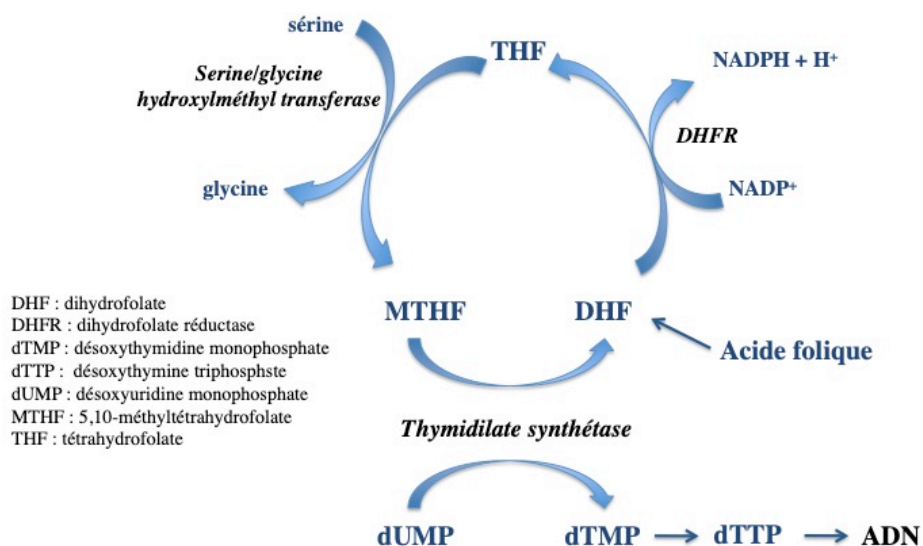 sérine
THF
NADPH + H⁺
Serine/glycine
hydroxylméthyl transferase
DHFR
glycine
NADP⁺
MTHF
DHF
Acide folique
DHF : dihydrofolate
DHFR : dihydrofolate réductase
dTMP : désoxythymidine monophosphate
dTTP : désoxythymine triphosphste
dUMP : désoxyuridine monophosphate
MTHF : 5,10-méthyltétrahydrofolate
THF : tétrahydrofolate
Thymidilate synthétase
dUMP
dTMP
dTTP
ADN